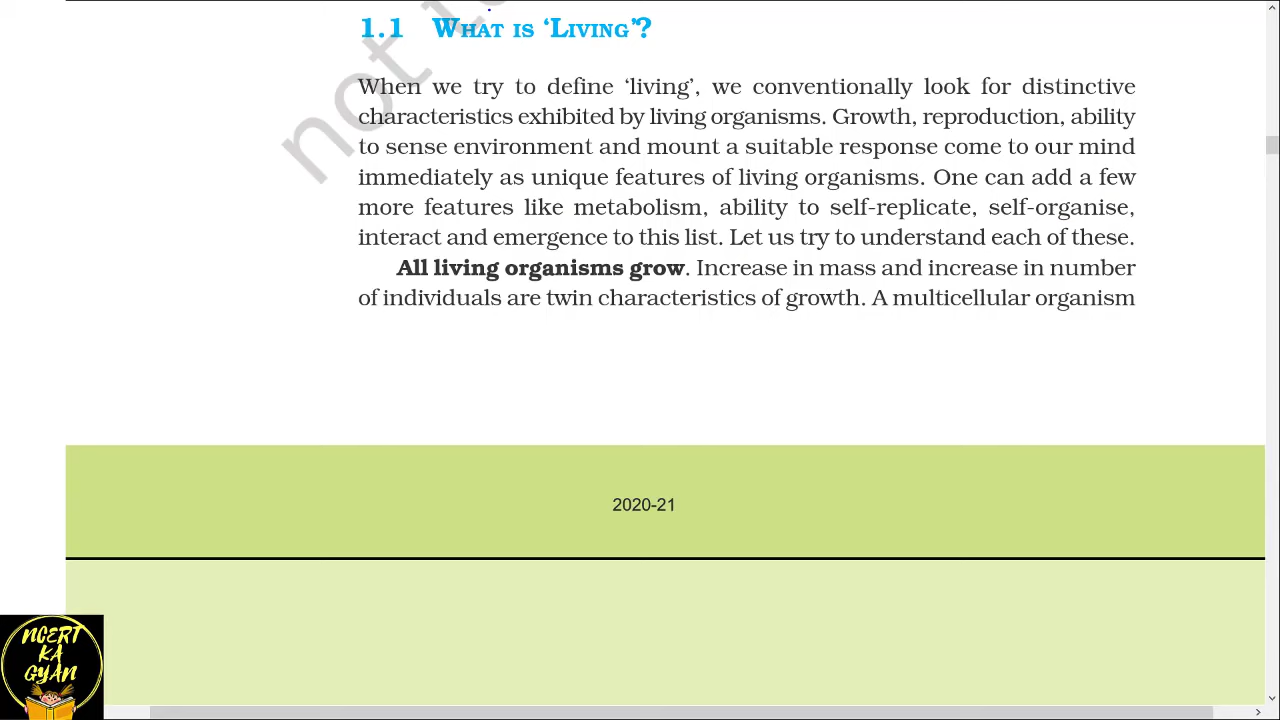 not
1.1 WHAT IS ‘LIVING’?
When we try to define ‘living’, we conventionally look for distinctive
characteristics exhibited by living organisms. Growth, reproduction, ability
to sense environment and mount a suitable response come to our mind
immediately as unique features of living organisms. One can add a few
more features like metabolism, ability to self-replicate, self-organise,
interact and emergence to this list. Let us try to understand each of these.
All living organisms grow. Increase in mass and increase in number
of individuals are twin characteristics of growth. A multicellular organism
2020-21
NCERT
KA
GYAN